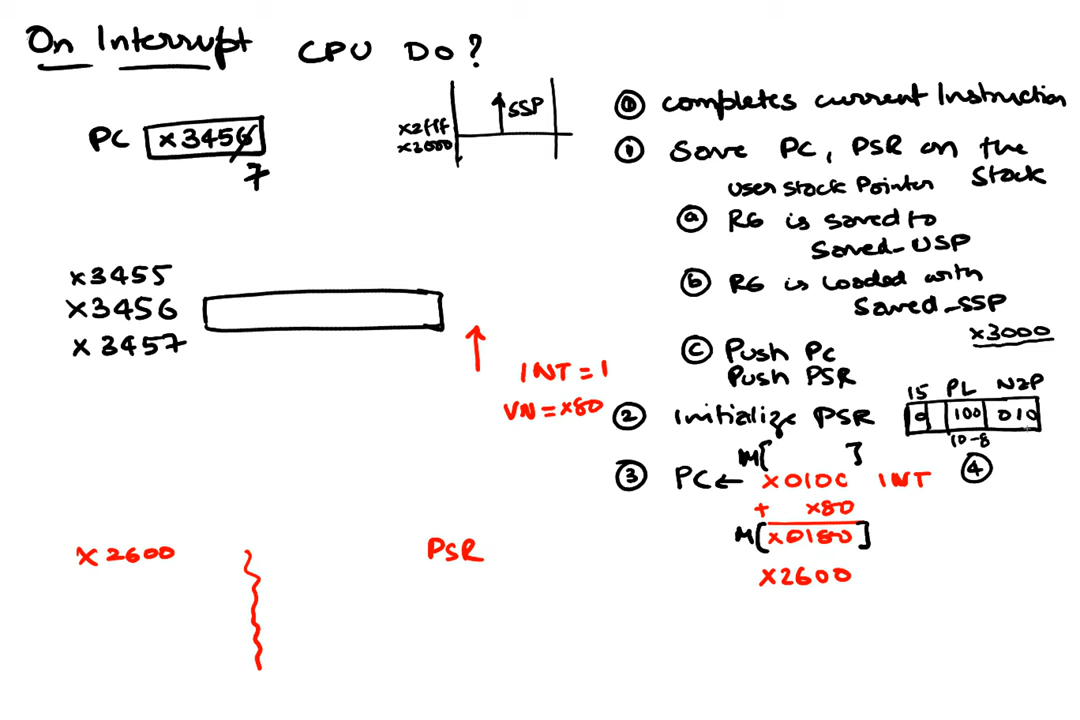 On Interrupt CPU DO?
PC x3456
7
SSP
x2fff
x3000
x3455
x3456
x3457
INT = 1
VN = x80
x2600
PSR
⓪ completes current Instruction
① Save PC, PSR on the
Stack
User Stack Pointer
ⓐ R6 is saved to
Saved_USP
ⓑ R6 is loaded with
Saved_SSP
x3000
ⓒ Push PC
Push PSR
15 PL NZP
② Initialize PSR 0 100 010
10-8
M[ ]
③ PC ← x0100 INT ④
+ x80
M[x0180]
x2600